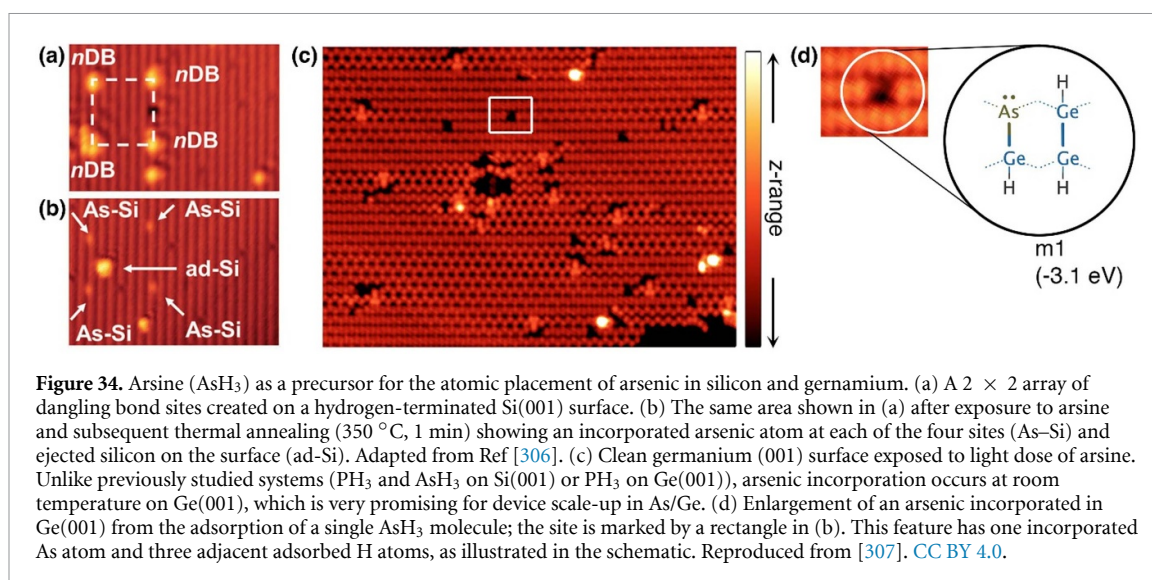 (a)
nDB
nDB
nDB
nDB
(b)
As-Si
As-Si
ad-Si
As-Si
As-Si
(c)
z-range
(d)
H
As
Ge
Ge
Ge
H
H
m1
(-3.1 eV)
Figure 34. Arsine (AsH₃) as a precursor for the atomic placement of arsenic in silicon and gernamium. (a) A 2 × 2 array of
dangling bond sites created on a hydrogen-terminated Si(001) surface. (b) The same area shown in (a) after exposure to arsine
and subsequent thermal annealing (350 °C, 1 min) showing an incorporated arsenic atom at each of the four sites (As–Si) and
ejected silicon on the surface (ad-Si). Adapted from Ref [306]. (c) Clean germanium (001) surface exposed to light dose of arsine.
Unlike previously studied systems (PH₃ and AsH₃ on Si(001) or PH₃ on Ge(001)), arsenic incorporation occurs at room
temperature on Ge(001), which is very promising for device scale-up in As/Ge. (d) Enlargement of an arsenic incorporated in
Ge(001) from the adsorption of a single AsH₃ molecule; the site is marked by a rectangle in (b). This feature has one incorporated
As atom and three adjacent adsorbed H atoms, as illustrated in the schematic. Reproduced from [307]. CC BY 4.0.